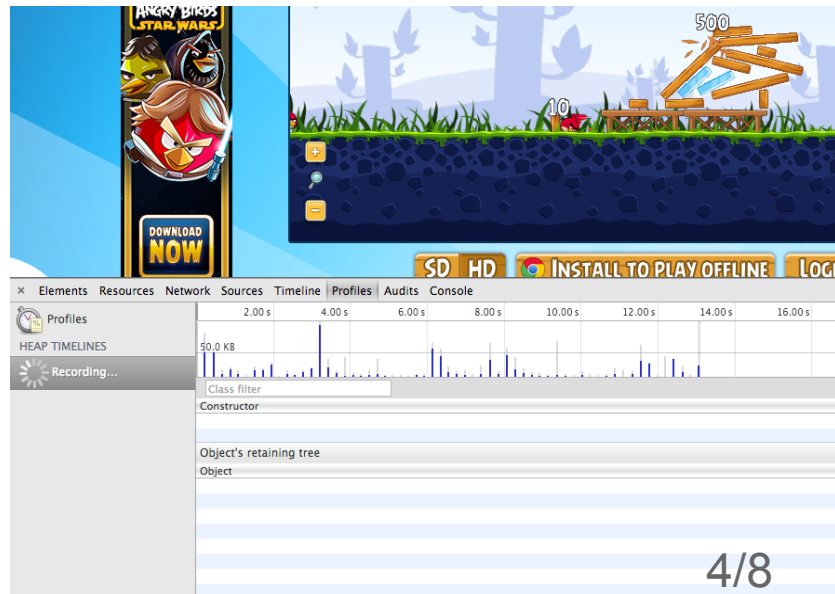 ANGRY BIRDS
STAR WARS
500
10
+
−
DOWNLOAD
NOW
SD HD INSTALL TO PLAY OFFLINE LOGI
× Elements Resources Network Sources Timeline Profiles Audits Console
Profiles
2.00 s 4.00 s 6.00 s 8.00 s 10.00 s 12.00 s 14.00 s 16.00 s
HEAP TIMELINES
50.0 KB
Recording...
Class filter
Constructor
Object's retaining tree
Object
4/8